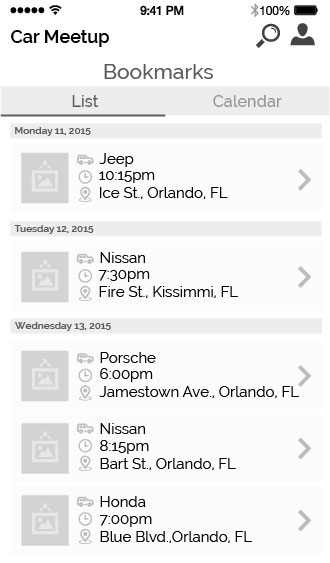 9:41 PM
100%
Car Meetup
Bookmarks
List
Calendar
Monday 11, 2015
Jeep
10:15pm
Ice St., Orlando, FL
Tuesday 12, 2015
Nissan
7:30pm
Fire St., Kissimmi, FL
Wednesday 13, 2015
Porsche
6:00pm
Jamestown Ave., Orlando, FL
Nissan
8:15pm
Bart St., Orlando, FL
Honda
7:00pm
Blue Blvd.,Orlando, FL